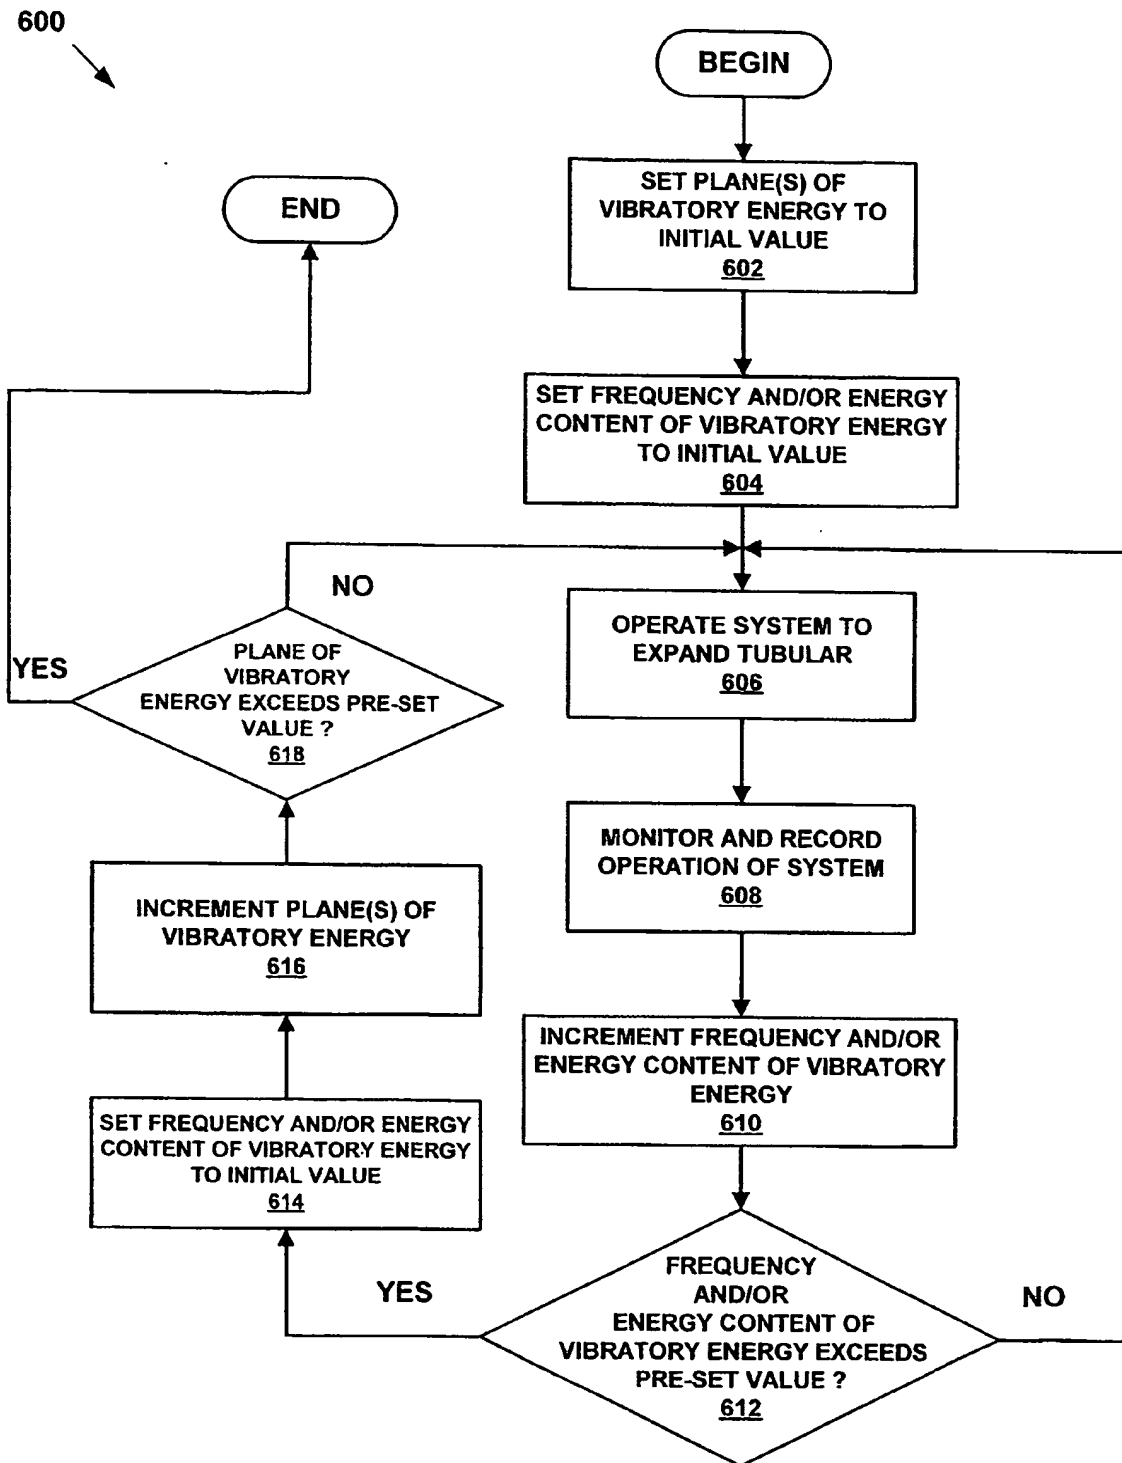 600
BEGIN
SET PLANE(S) OF
VIBRATORY ENERGY TO
INITIAL VALUE
602
END
SET FREQUENCY AND/OR ENERGY
CONTENT OF VIBRATORY ENERGY
TO INITIAL VALUE
604
NO
OPERATE SYSTEM TO
EXPAND TUBULAR
606
YES
PLANE OF
VIBRATORY
ENERGY EXCEEDS PRE-SET
VALUE ?
618
MONITOR AND RECORD
OPERATION OF SYSTEM
608
INCREMENT PLANE(S) OF
VIBRATORY ENERGY
616
INCREMENT FREQUENCY AND/OR
ENERGY CONTENT OF VIBRATORY
ENERGY
610
SET FREQUENCY AND/OR ENERGY
CONTENT OF VIBRATORY ENERGY
TO INITIAL VALUE
614
YES
FREQUENCY
AND/OR
ENERGY CONTENT OF
VIBRATORY ENERGY EXCEEDS
PRE-SET VALUE ?
612
NO